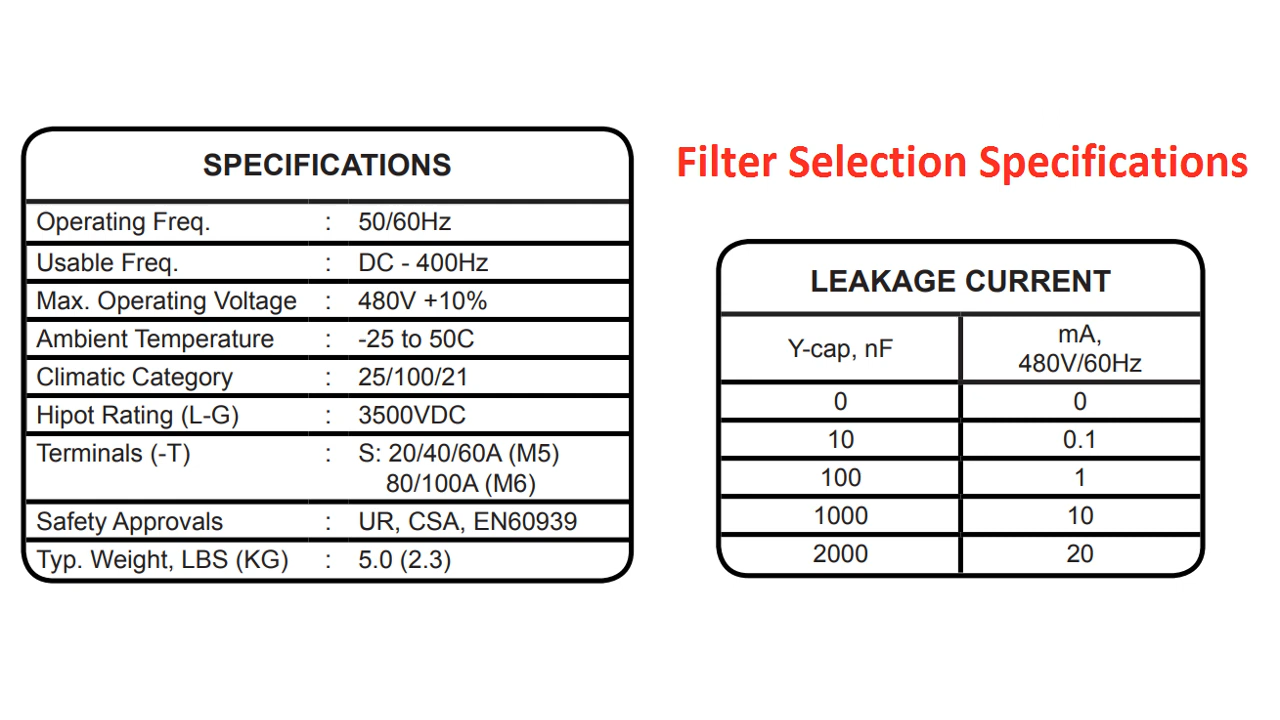 SPECIFICATIONS
Operating Freq. : 50/60Hz
Usable Freq. : DC - 400Hz
Max. Operating Voltage : 480V +10%
Ambient Temperature : -25 to 50C
Climatic Category : 25/100/21
Hipot Rating (L-G) : 3500VDC
Terminals (-T) : S: 20/40/60A (M5)
80/100A (M6)
Safety Approvals : UR, CSA, EN60939
Typ. Weight, LBS (KG) : 5.0 (2.3)
Filter Selection Specifications
LEAKAGE CURRENT
Y-cap, nF
mA,
480V/60Hz
0 0
10 0.1
100 1
1000 10
2000 20